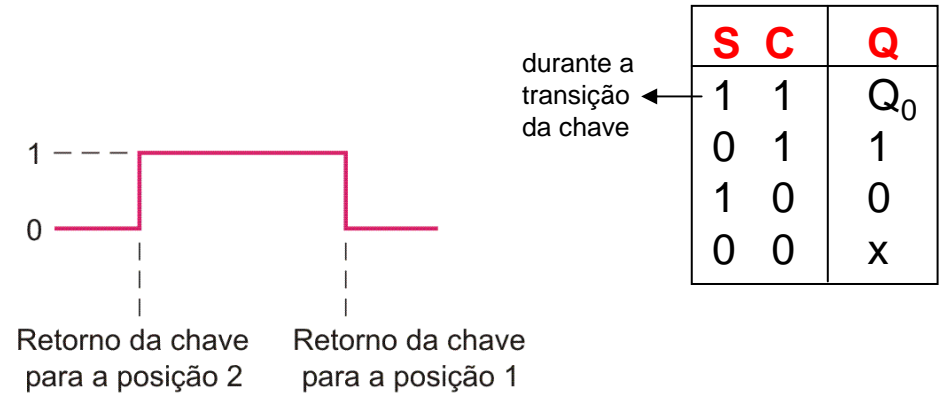 S C Q
durante a
transição
da chave
1 1 Q₀
0 1 1
1 0 0
0 0 x
1
0
Retorno da chave
para a posição 2
Retorno da chave
para a posição 1